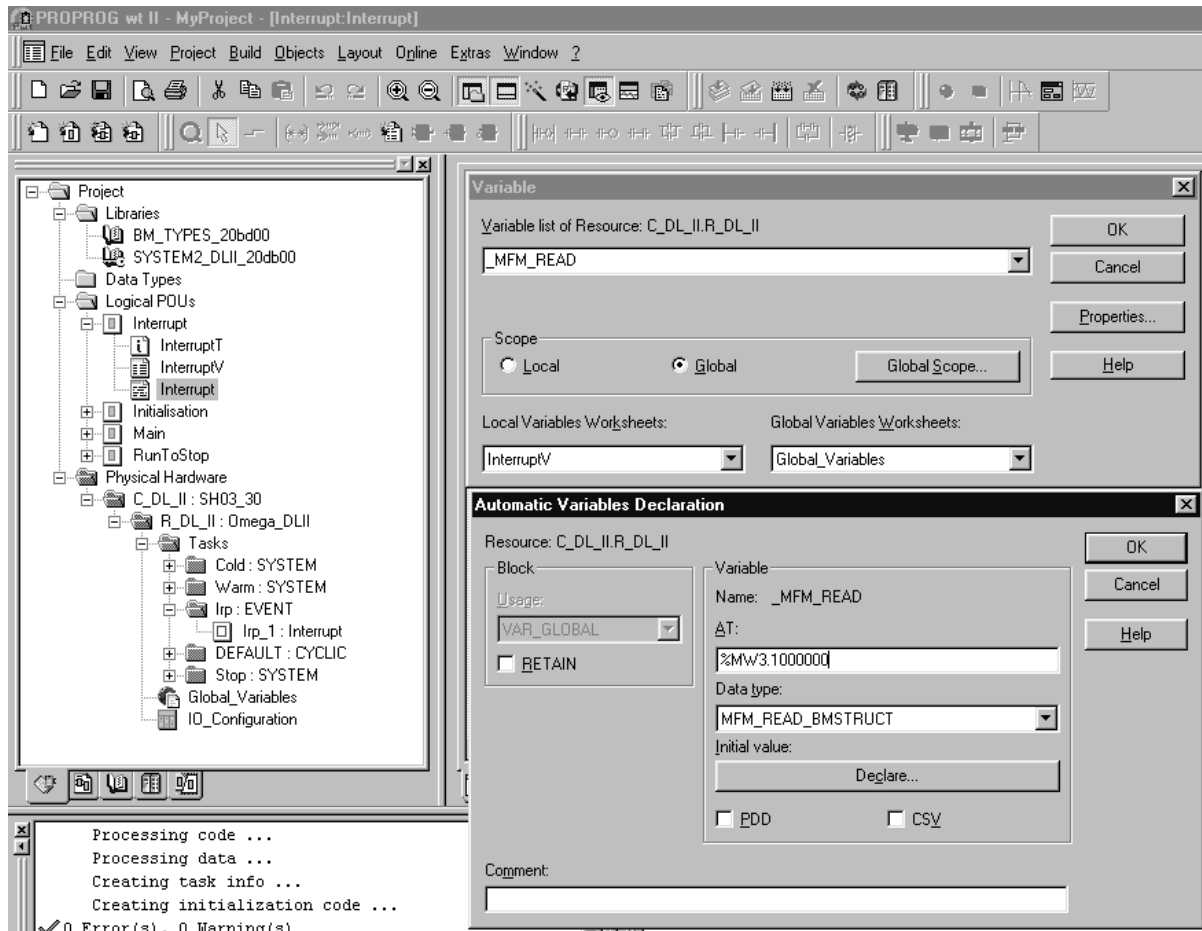 PROPROG wt II - MyProject - [Interrupt:Interrupt]
File Edit View Project Build Objects Layout Online Extras Window ?
Project
Libraries
BM_TYPES_20bd00
SYSTEM2_DLII_20db00
Data Types
Logical POUs
Interrupt
InterruptT
InterruptV
Interrupt
Initialisation
Main
RunToStop
Physical Hardware
C_DL_II : SH03_30
R_DL_II : Omega_DLII
Tasks
Cold : SYSTEM
Warm : SYSTEM
Irp : EVENT
Irp_1 : Interrupt
DEFAULT : CYCLIC
Stop : SYSTEM
Global_Variables
IO_Configuration
Variable
Variable list of Resource: C_DL_II.R_DL_II
_MFM_READ
OK
Cancel
Properties...
Help
Scope
Local
Global
Global Scope...
Local Variables Worksheets:
Global Variables Worksheets:
InterruptV
Global_Variables
Automatic Variables Declaration
Resource: C_DL_II.R_DL_II
Block
Usage:
VAR_GLOBAL
RETAIN
Variable
Name: _MFM_READ
AT:
%MW3.1000000
Data type:
MFM_READ_BMSTRUCT
Initial value:
Declare...
PDD
CSV
OK
Cancel
Help
Comment:
Processing code ...
Processing data ...
Creating task info ...
Creating initialization code ...
0 Error(s), 0 Warning(s)